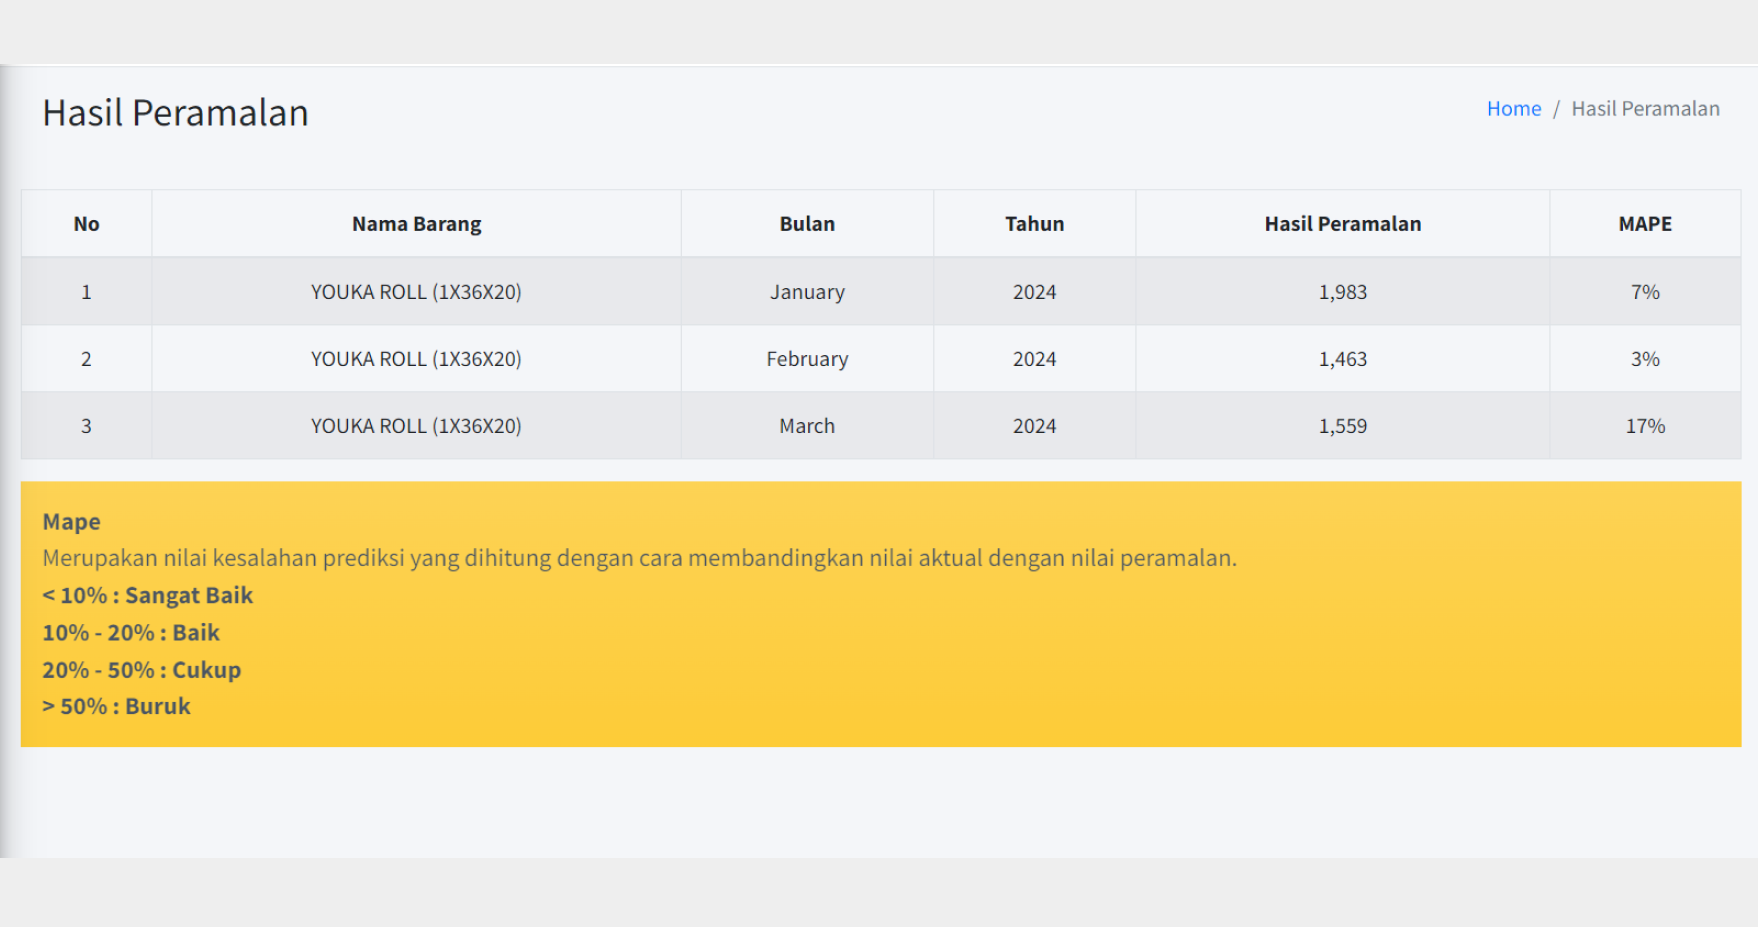 Hasil Peramalan
Home / Hasil Peramalan
No Nama Barang Bulan Tahun Hasil Peramalan MAPE
1 YOUKA ROLL (1X36X20) January 2024 1,983 7%
2 YOUKA ROLL (1X36X20) February 2024 1,463 3%
3 YOUKA ROLL (1X36X20) March 2024 1,559 17%
Mape
Merupakan nilai kesalahan prediksi yang dihitung dengan cara membandingkan nilai aktual dengan nilai peramalan.
< 10% : Sangat Baik
10% - 20% : Baik
20% - 50% : Cukup
> 50% : Buruk